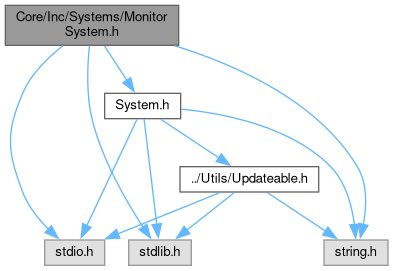 Core/Inc/Systems/Monitor
System.h
System.h
../Utils/Updateable.h
stdio.h
stdlib.h
string.h